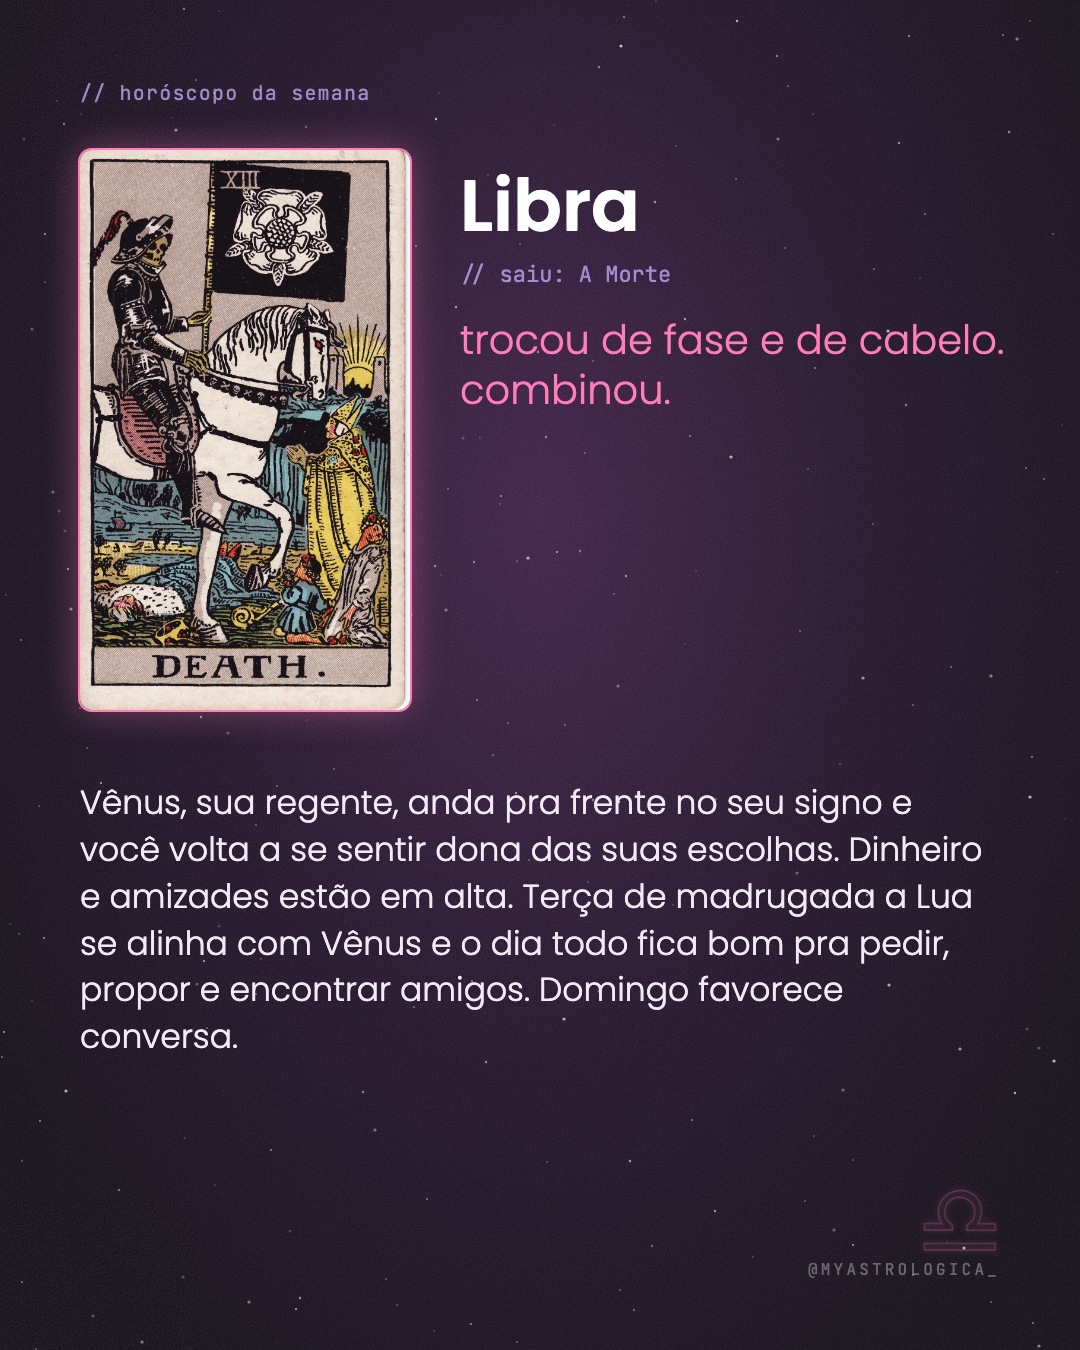 // horóscopo da semana
XIII
DEATH.
Libra
// saiu: A Morte
trocou de fase e de cabelo.
combinou.
Vênus, sua regente, anda pra frente no seu signo e
você volta a se sentir dona das suas escolhas. Dinheiro
e amizades estão em alta. Terça de madrugada a Lua
se alinha com Vênus e o dia todo fica bom pra pedir,
propor e encontrar amigos. Domingo favorece
conversa.
@MYASTROLOGICA_